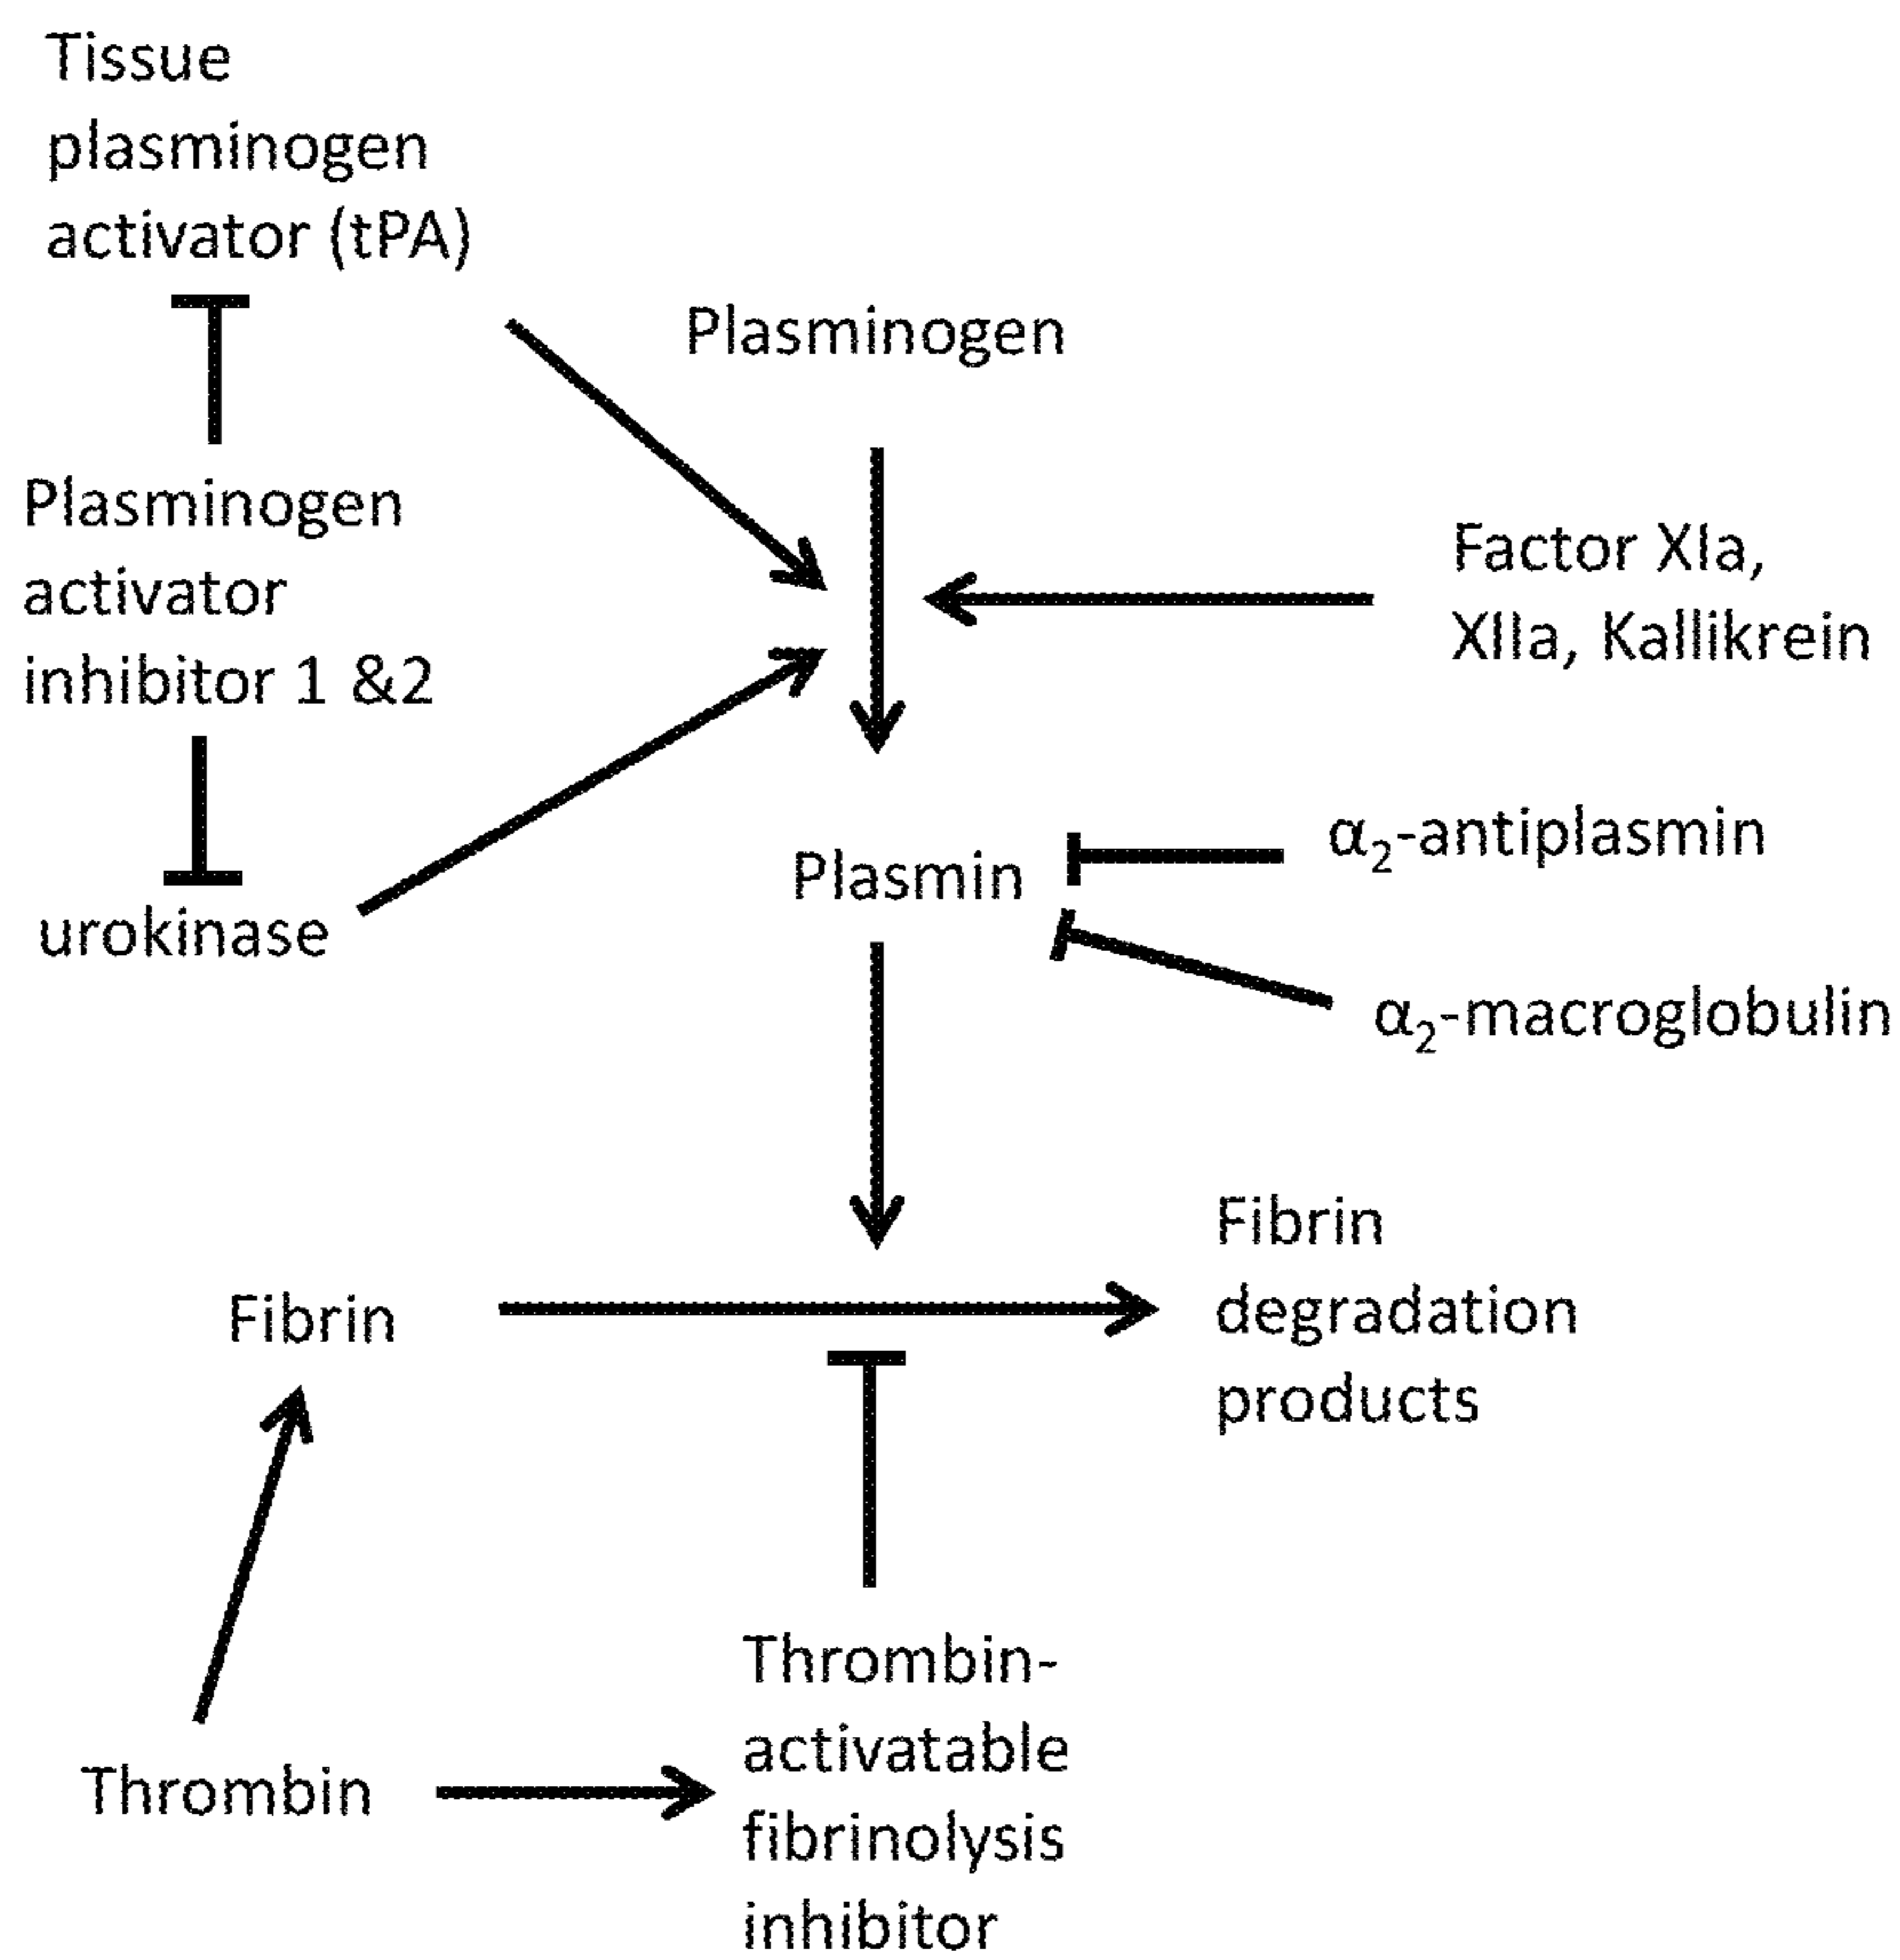 Tissue
plasminogen
activator (tPA)
Plasminogen
Plasminogen
activator
inhibitor 1 &2
Factor XIa,
XIIa, Kallikrein
urokinase
Plasmin
α₂-antiplasmin
α₂-macroglobulin
Fibrin
Fibrin
degradation
products
Thrombin
Thrombin-
activatable
fibrinolysis
inhibitor